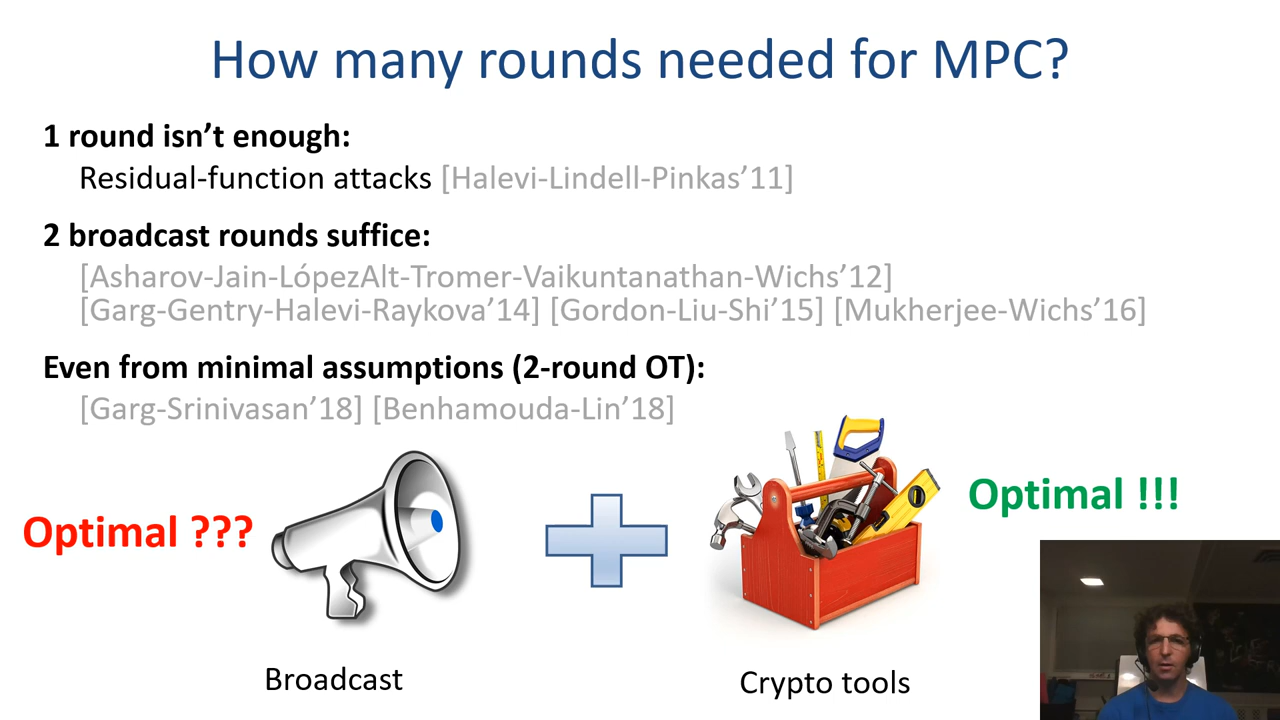 How many rounds needed for MPC?
1 round isn’t enough:
Residual-function attacks [Halevi-Lindell-Pinkas’11]
2 broadcast rounds suffice:
[Asharov-Jain-LópezAlt-Tromer-Vaikuntanathan-Wichs’12]
[Garg-Gentry-Halevi-Raykova’14] [Gordon-Liu-Shi’15] [Mukherjee-Wichs’16]
Even from minimal assumptions (2-round OT):
[Garg-Srinivasan’18] [Benhamouda-Lin’18]
Optimal ???
Optimal !!!
Broadcast
Crypto tools